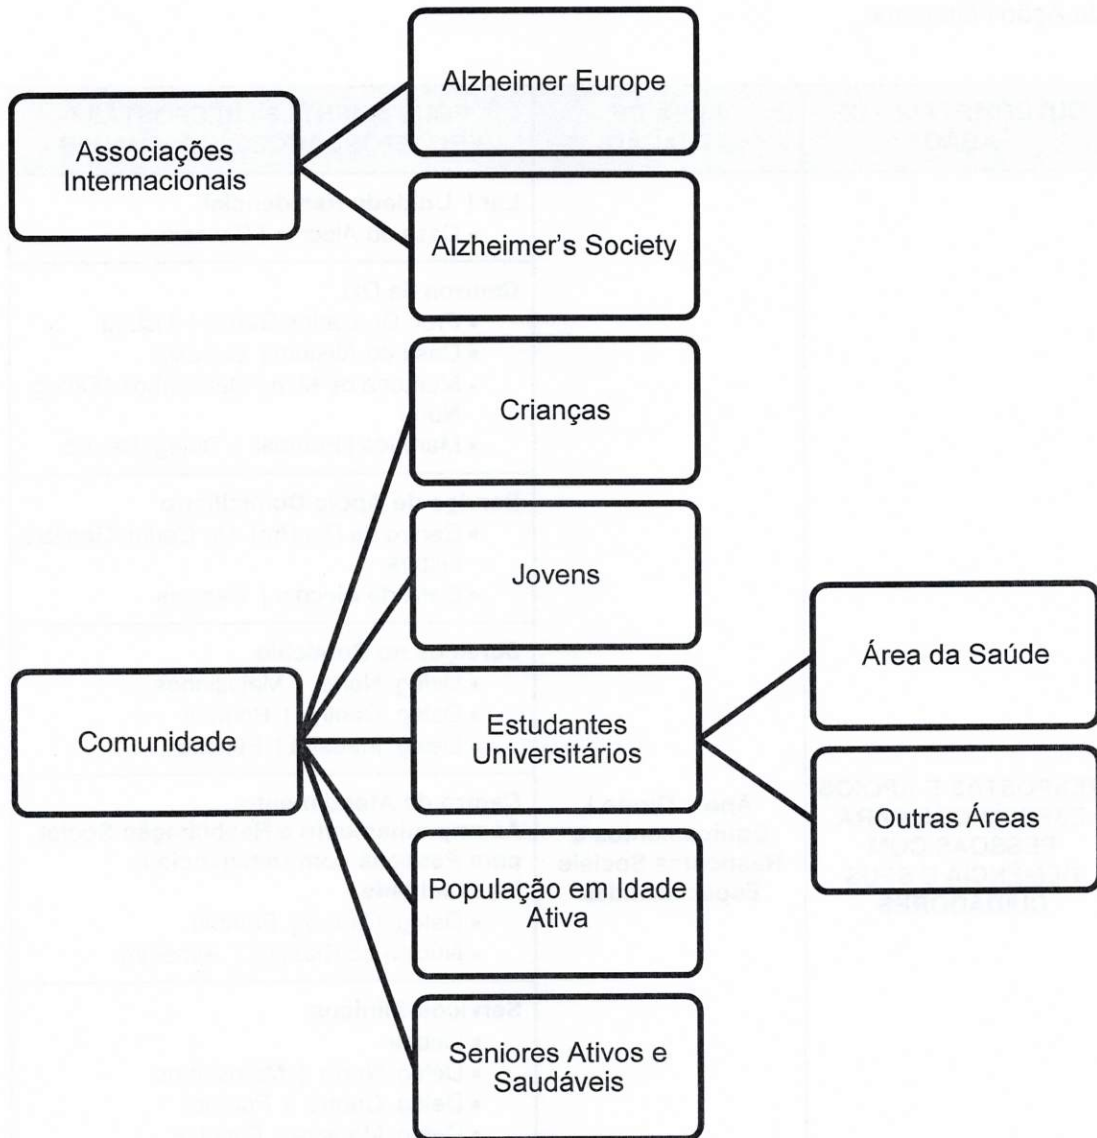 Alzheimer Europe
Associações
Intermacionais
Alzheimer's Society
Crianças
Jovens
Comunidade
Estudantes
Universitários
Área da Saúde
Outras Áreas
População em Idade
Ativa
Seniores Ativos e
Saudáveis